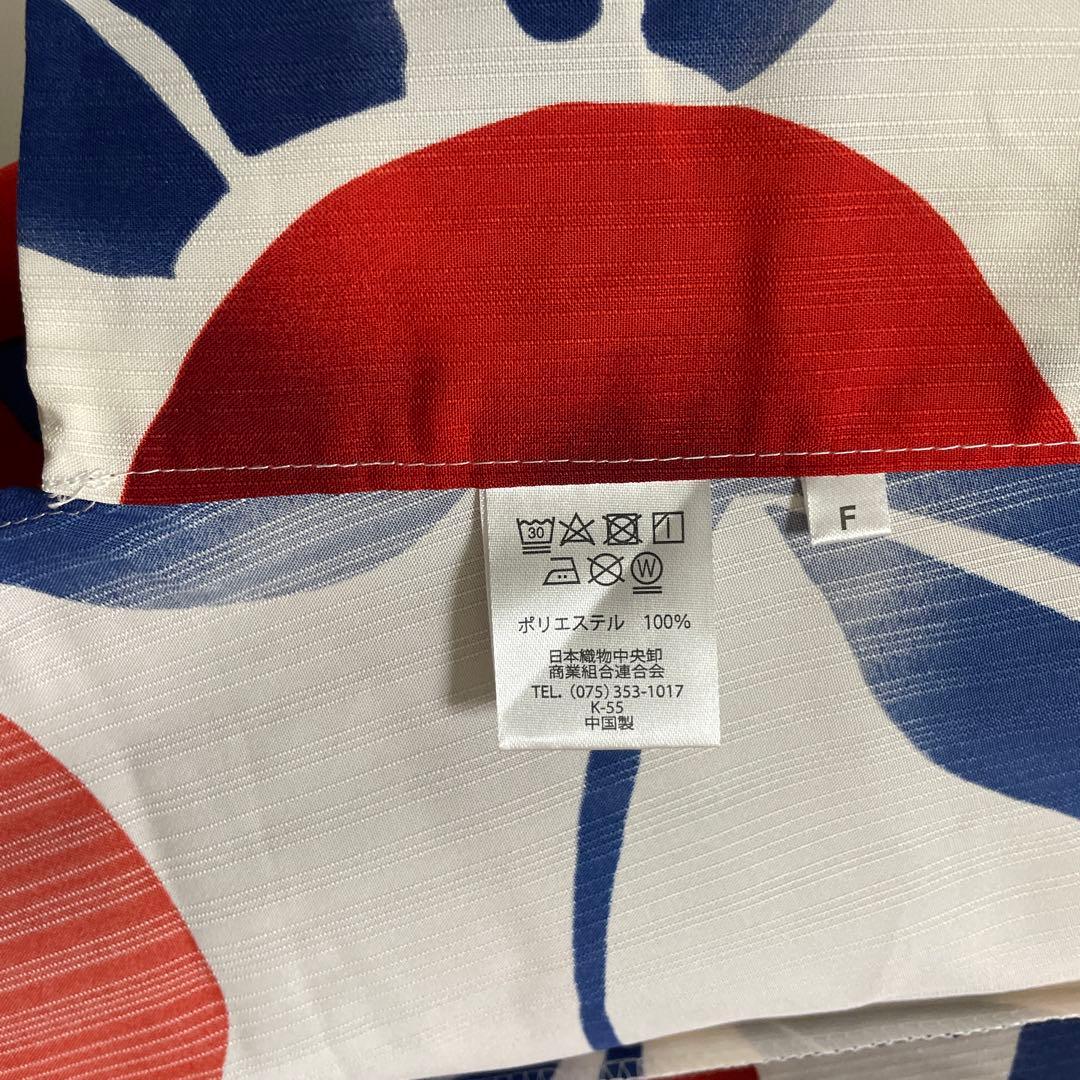 30
F
W
ポリエステル 100%
日本織物中央卸
商業組合連合会
TEL. (075) 353-1017
K-55
中国製